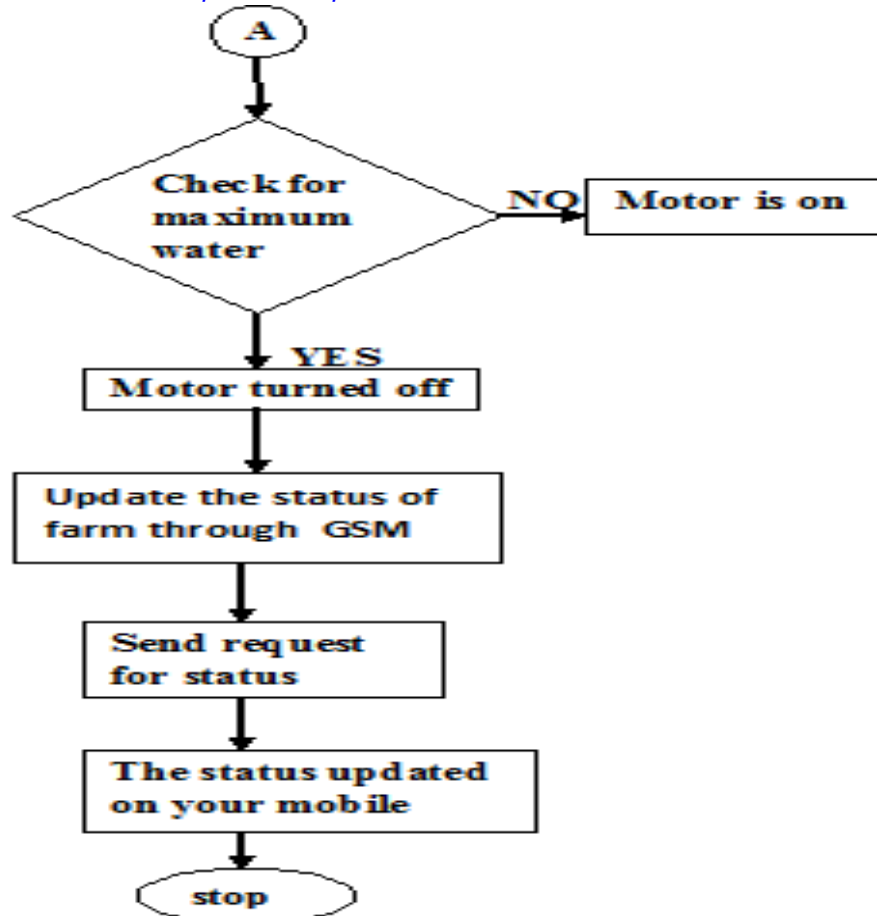 A
Check for
maximum
water
NO
Motor is on
YES
Motor turned off
Update the status of
farm through GSM
Send request
for status
The status updated
on your mobile
stop